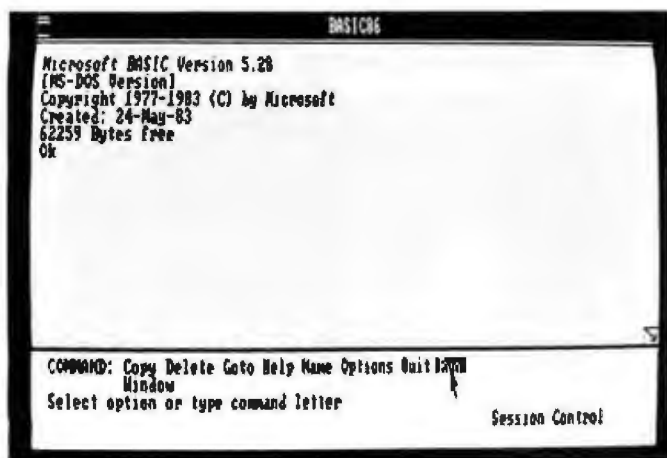 BASIC86
Microsoft BASIC Version 5.28
[MS-DOS Version]
Copyright 1977-1983 (C) by Microsoft
Created: 24-May-83
62259 Bytes free
Ok
COMMAND: Copy Delete Goto Help Name Options Quit
Window
Select option or type command letter
Session Control